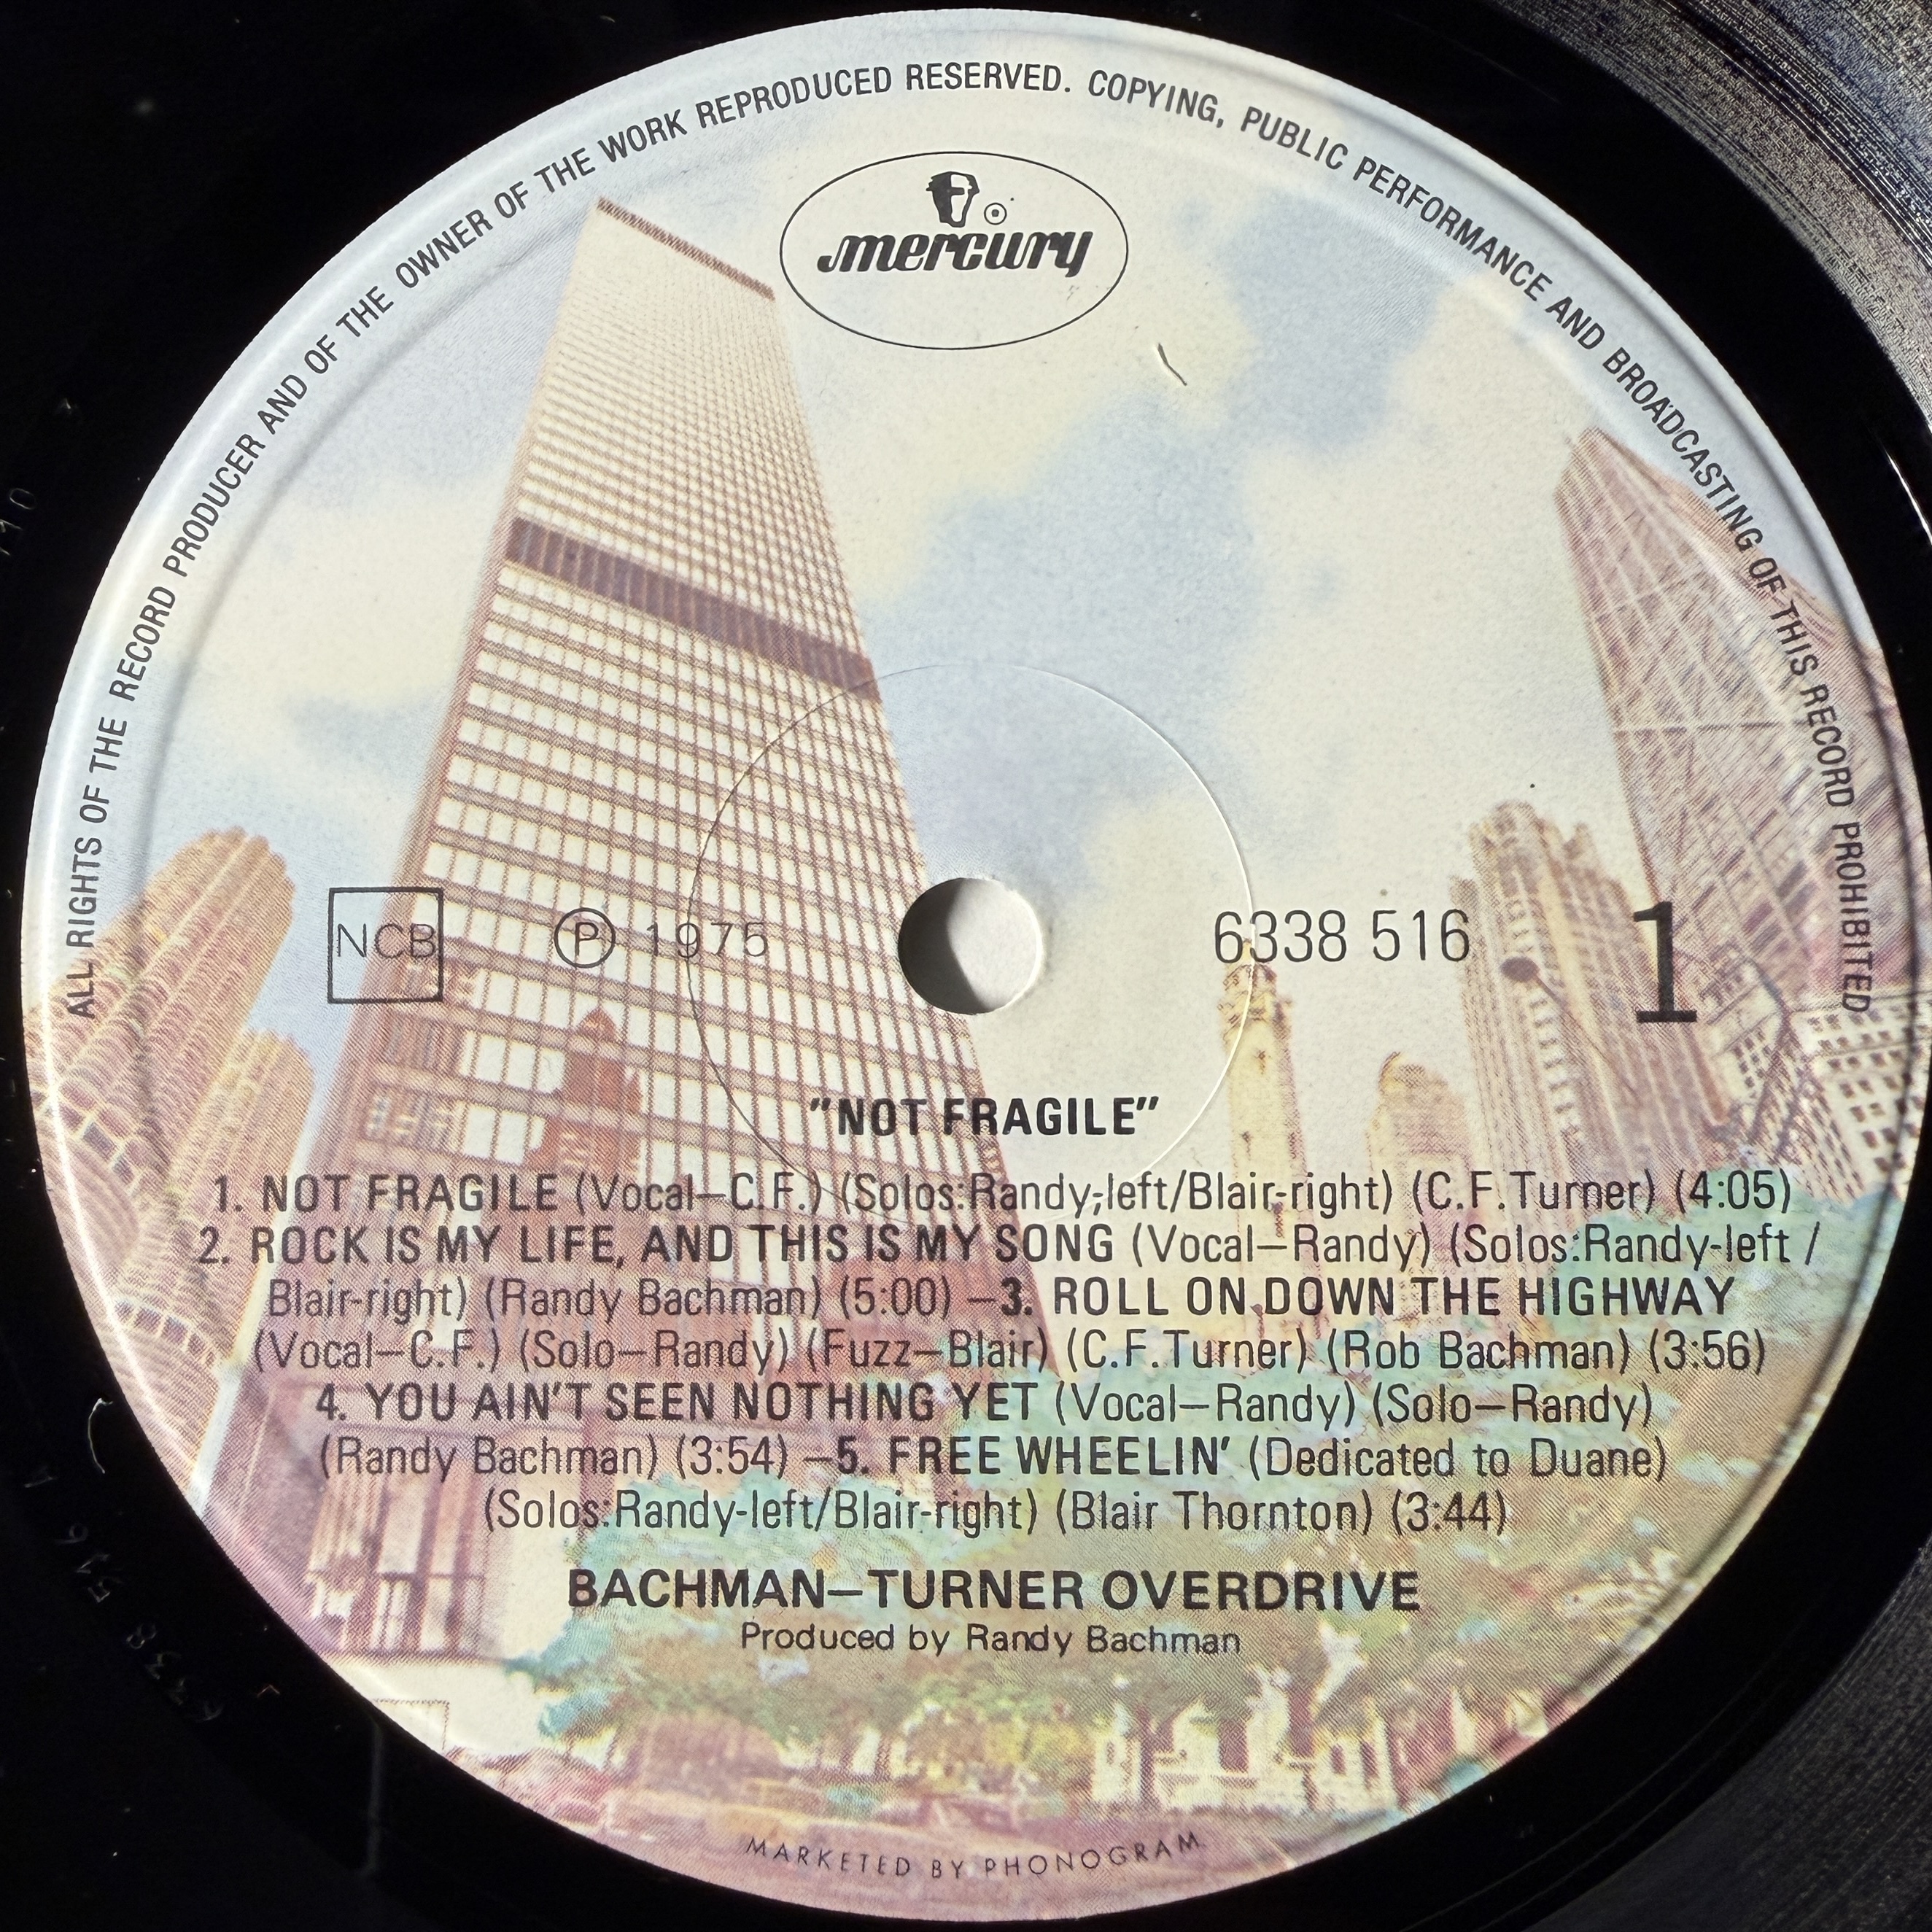 ALL RIGHTS OF THE RECORD PRODUCER AND OF THE OWNER OF THE WORK REPRODUCED RESERVED. COPYING, PUBLIC PERFORMANCE AND BROADCASTING OF THIS RECORD PROHIBITED
mercury
NCB Ⓟ 1975 6338 516 1
"NOT FRAGILE"
1. NOT FRAGILE (Vocal–C.F.) (Solos:Randy,-left/Blair-right) (C.F.Turner) (4:05)
2. ROCK IS MY LIFE, AND THIS IS MY SONG (Vocal–Randy) (Solos:Randy-left /
Blair-right) (Randy Bachman) (5:00) –3. ROLL ON DOWN THE HIGHWAY
(Vocal–C.F.) (Solo–Randy) (Fuzz–Blair) (C.F.Turner) (Rob Bachman) (3:56)
4. YOU AIN'T SEEN NOTHING YET (Vocal–Randy) (Solo–Randy)
(Randy Bachman) (3:54) –5. FREE WHEELIN' (Dedicated to Duane)
(Solos:Randy-left/Blair-right) (Blair Thornton) (3:44)
BACHMAN–TURNER OVERDRIVE
Produced by Randy Bachman
MARKETED BY PHONOGRAM
6338 516